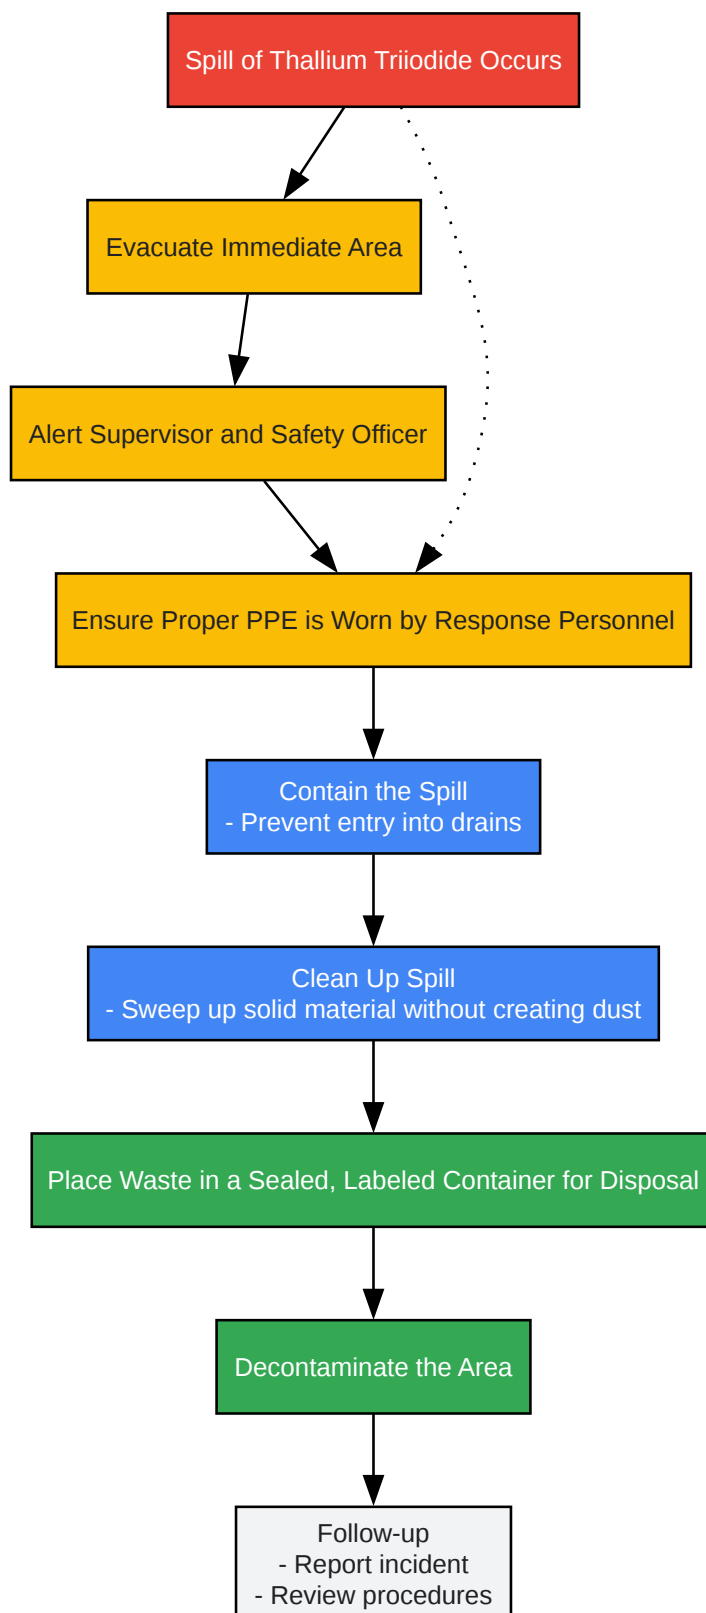 Spill of Thallium Triiodide Occurs
Evacuate Immediate Area
Alert Supervisor and Safety Officer
Ensure Proper PPE is Worn by Response Personnel
Contain the Spill
- Prevent entry into drains
Clean Up Spill
- Sweep up solid material without creating dust
Place Waste in a Sealed, Labeled Container for Disposal
Decontaminate the Area
Follow-up
- Report incident
- Review procedures